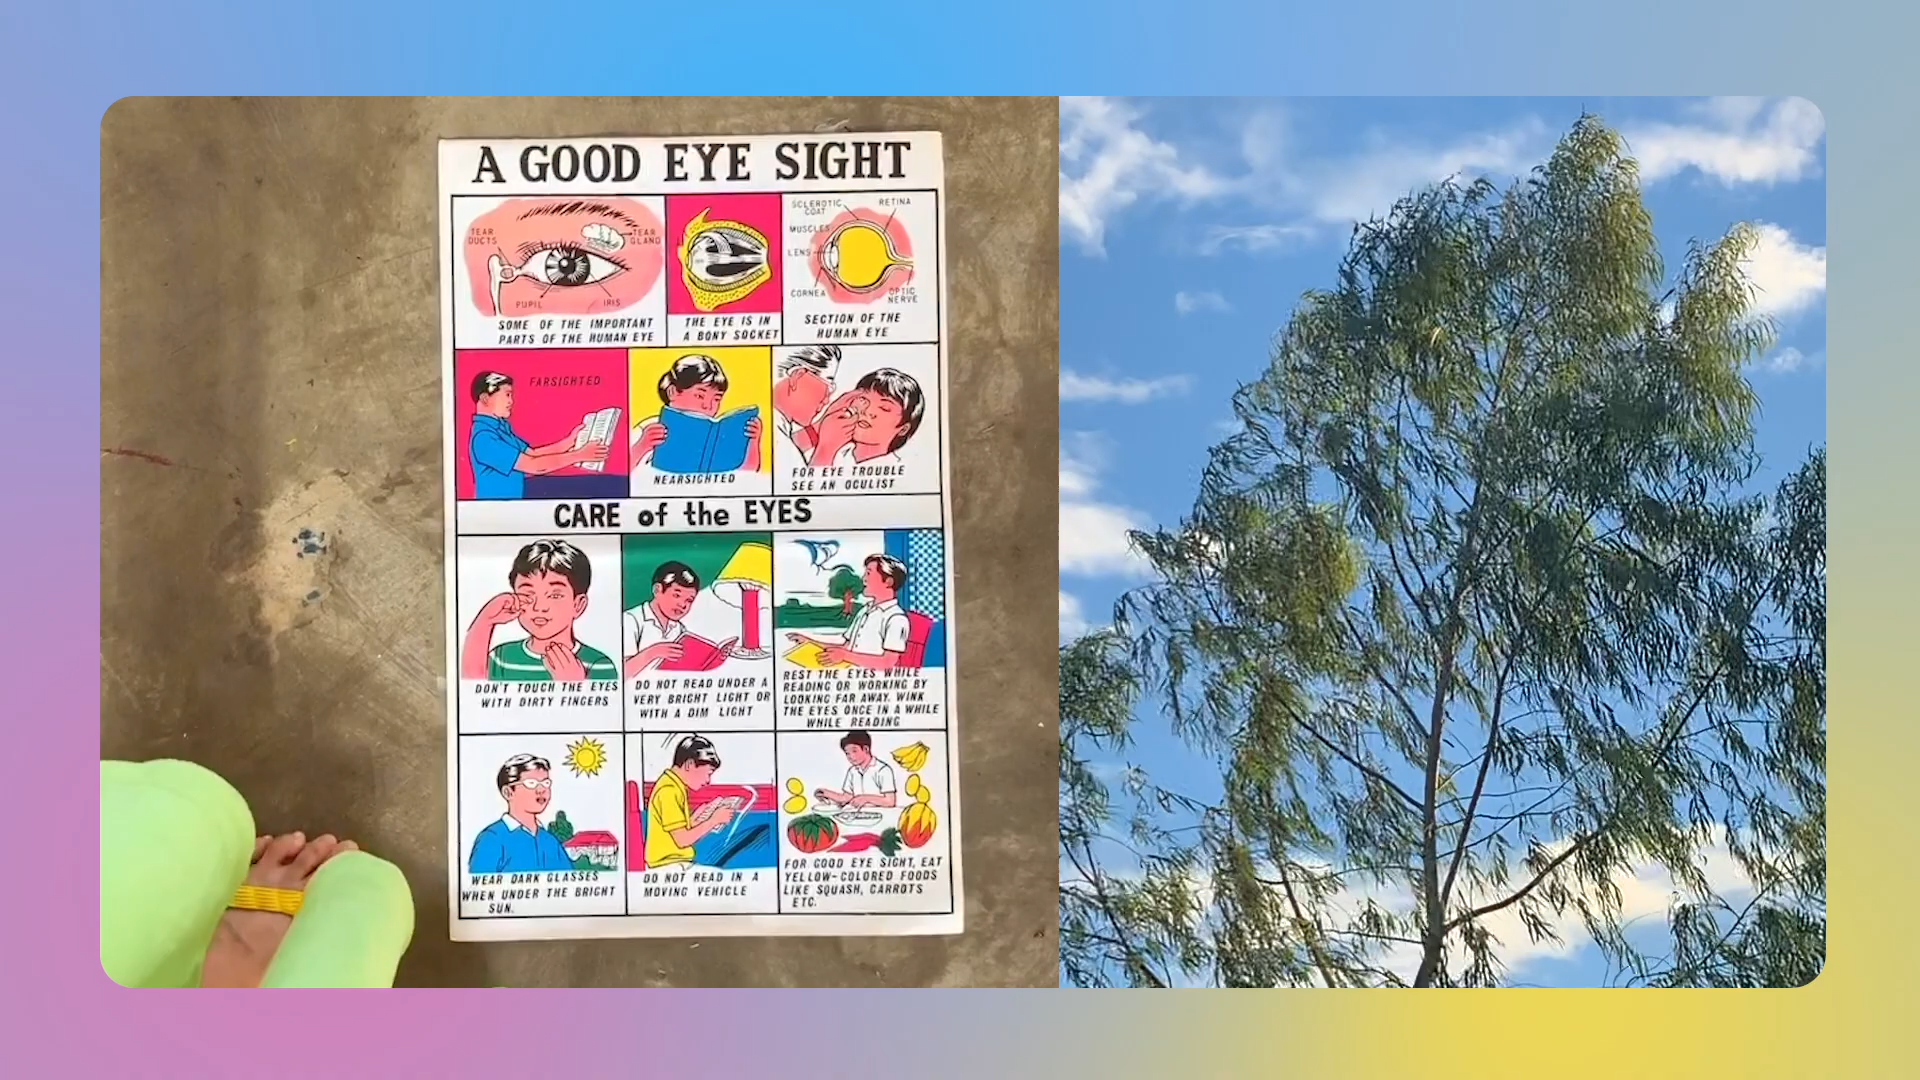 A GOOD EYE SIGHT
TEAR
DUCTS
TEAR
GLAND
PUPIL
IRIS
SOME OF THE IMPORTANT
PARTS OF THE HUMAN EYE
THE EYE IS IN
A BONY SOCKET
SCLEROTIC
COAT
RETINA
MUSCLES
LENS
CORNEA
OPTIC
NERVE
SECTION OF THE
HUMAN EYE
FARSIGHTED
NEARSIGHTED
FOR EYE TROUBLE
SEE AN OCULIST
CARE of the EYES
DON'T TOUCH THE EYES
WITH DIRTY FINGERS
DO NOT READ UNDER A
VERY BRIGHT LIGHT OR
WITH A DIM LIGHT
REST THE EYES WHILE
READING OR WORKING BY
LOOKING FAR AWAY. WINK
THE EYES ONCE IN A WHILE
WHILE READING
WEAR DARK GLASSES
WHEN UNDER THE BRIGHT
SUN.
DO NOT READ IN A
MOVING VEHICLE
FOR GOOD EYE SIGHT, EAT
YELLOW-COLORED FOODS
LIKE SQUASH, CARROTS
ETC.